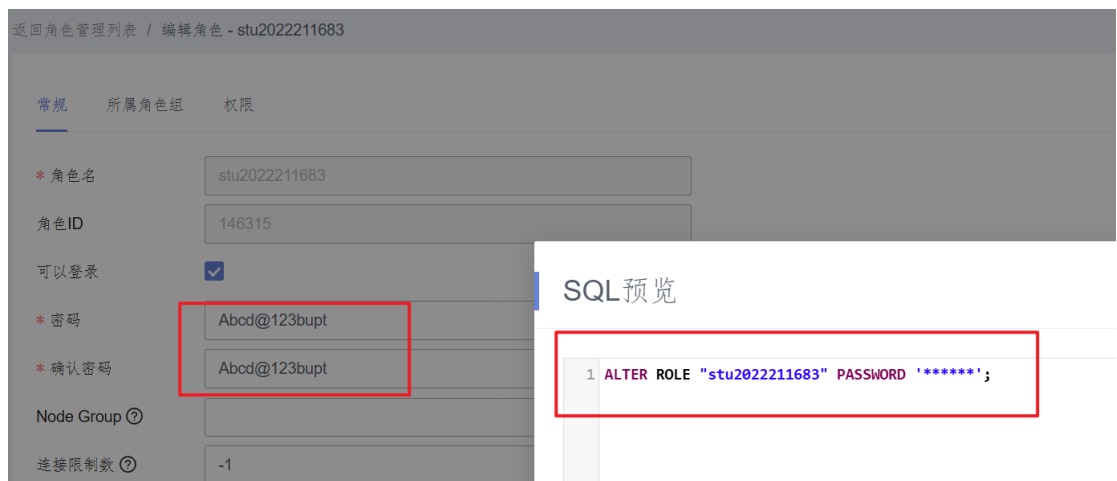 返回角色管理列表 / 编辑角色 - stu2022211683
常规 所属角色组 权限
* 角色名 stu2022211683
角色ID 146315
可以登录
* 密码 Abcd@123bupt
* 确认密码 Abcd@123bupt
Node Group ?
连接限制数 ? -1
SQL预览
1 ALTER ROLE "stu2022211683" PASSWORD '******';